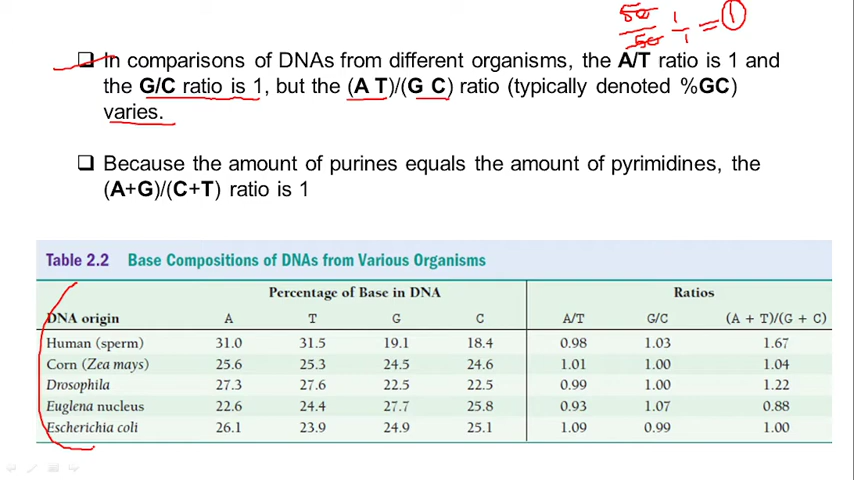 50 1
50 1 = 1
In comparisons of DNAs from different organisms, the A/T ratio is 1 and
the G/C ratio is 1, but the (A T)/(G C) ratio (typically denoted %GC)
varies.
Because the amount of purines equals the amount of pyrimidines, the
(A+G)/(C+T) ratio is 1
Table 2.2 Base Compositions of DNAs from Various Organisms
Percentage of Base in DNA Ratios
DNA origin A T G C A/T G/C (A + T)/(G + C)
Human (sperm) 31.0 31.5 19.1 18.4 0.98 1.03 1.67
Corn (Zea mays) 25.6 25.3 24.5 24.6 1.01 1.00 1.04
Drosophila 27.3 27.6 22.5 22.5 0.99 1.00 1.22
Euglena nucleus 22.6 24.4 27.7 25.8 0.93 1.07 0.88
Escherichia coli 26.1 23.9 24.9 25.1 1.09 0.99 1.00